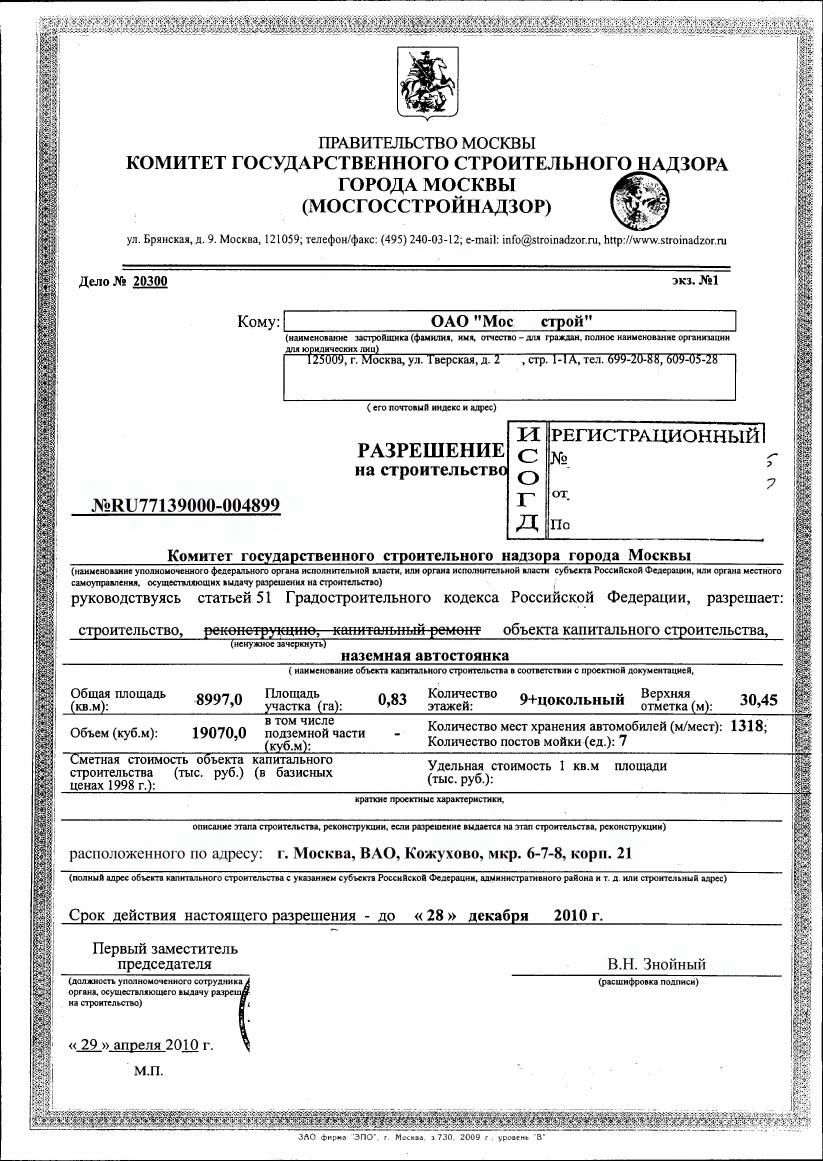 ПРАВИТЕЛЬСТВО МОСКВЫ
КОМИТЕТ ГОСУДАРСТВЕННОГО СТРОИТЕЛЬНОГО НАДЗОРА
ГОРОДА МОСКВЫ
(МОСГОССТРОЙНАДЗОР)
ул. Брянская, д. 9. Москва, 121059; телефон/факс: (495) 240-03-12; e-mail: info@stroinadzor.ru, http://www.stroinadzor.ru
Дело № 20300 экз. №1
Кому: ОАО "Мос строй"
(наименование застройщика (фамилия, имя, отчество – для граждан, полное наименование организации
для юридических лиц)
125009, г. Москва, ул. Тверская, д. 2 , стр. 1-1А, тел. 699-20-88, 609-05-28
( его почтовый индекс и адрес)
РАЗРЕШЕНИЕ
на строительство
ИСОГД
РЕГИСТРАЦИОННЫЙ
№
от
По
№RU77139000-004899
Комитет государственного строительного надзора города Москвы
(наименование уполномоченного федерального органа исполнительной власти, или органа исполнительной власти субъекта Российской Федерации, или органа местного
самоуправления, осуществляющих выдачу разрешения на строительство)
руководствуясь статьей 51 Градостроительного кодекса Российской Федерации, разрешает:
строительство, реконструкцию, капитальный ремонт объекта капитального строительства,
(ненужное зачеркнуть)
наземная автостоянка
( наименование объекта капитального строительства в соответствии с проектной документацией,
Общая площадь (кв.м): 8997,0 Площадь участка (га): 0,83 Количество этажей: 9+цокольный Верхняя отметка (м): 30,45
Объем (куб.м): 19070,0 в том числе подземной части (куб.м): - Количество мест хранения автомобилей (м/мест): 1318;
Количество постов мойки (ед.): 7
Сметная стоимость объекта капитального
строительства (тыс. руб.) (в базисных
ценах 1998 г.):
Удельная стоимость 1 кв.м площади
(тыс. руб.):
краткие проектные характеристики,
описание этапа строительства, реконструкции, если разрешение выдается на этап строительства, реконструкции)
расположенного по адресу: г. Москва, ВАО, Кожухово, мкр. 6-7-8, корп. 21
(полный адрес объекта капитального строительства с указанием субъекта Российской Федерации, административного района и т. д. или строительный адрес)
Срок действия настоящего разрешения - до «28» декабря 2010 г.
Первый заместитель
председателя
В.Н. Знойный
(должность уполномоченного сотрудника
органа, осуществляющего выдачу разреш
на строительство)
(расшифровка подписи)
«29» апреля 2010 г.
М.П.
ЗАО фирма "ЭПО", г. Москва, з.730, 2009 г., уровень "В"